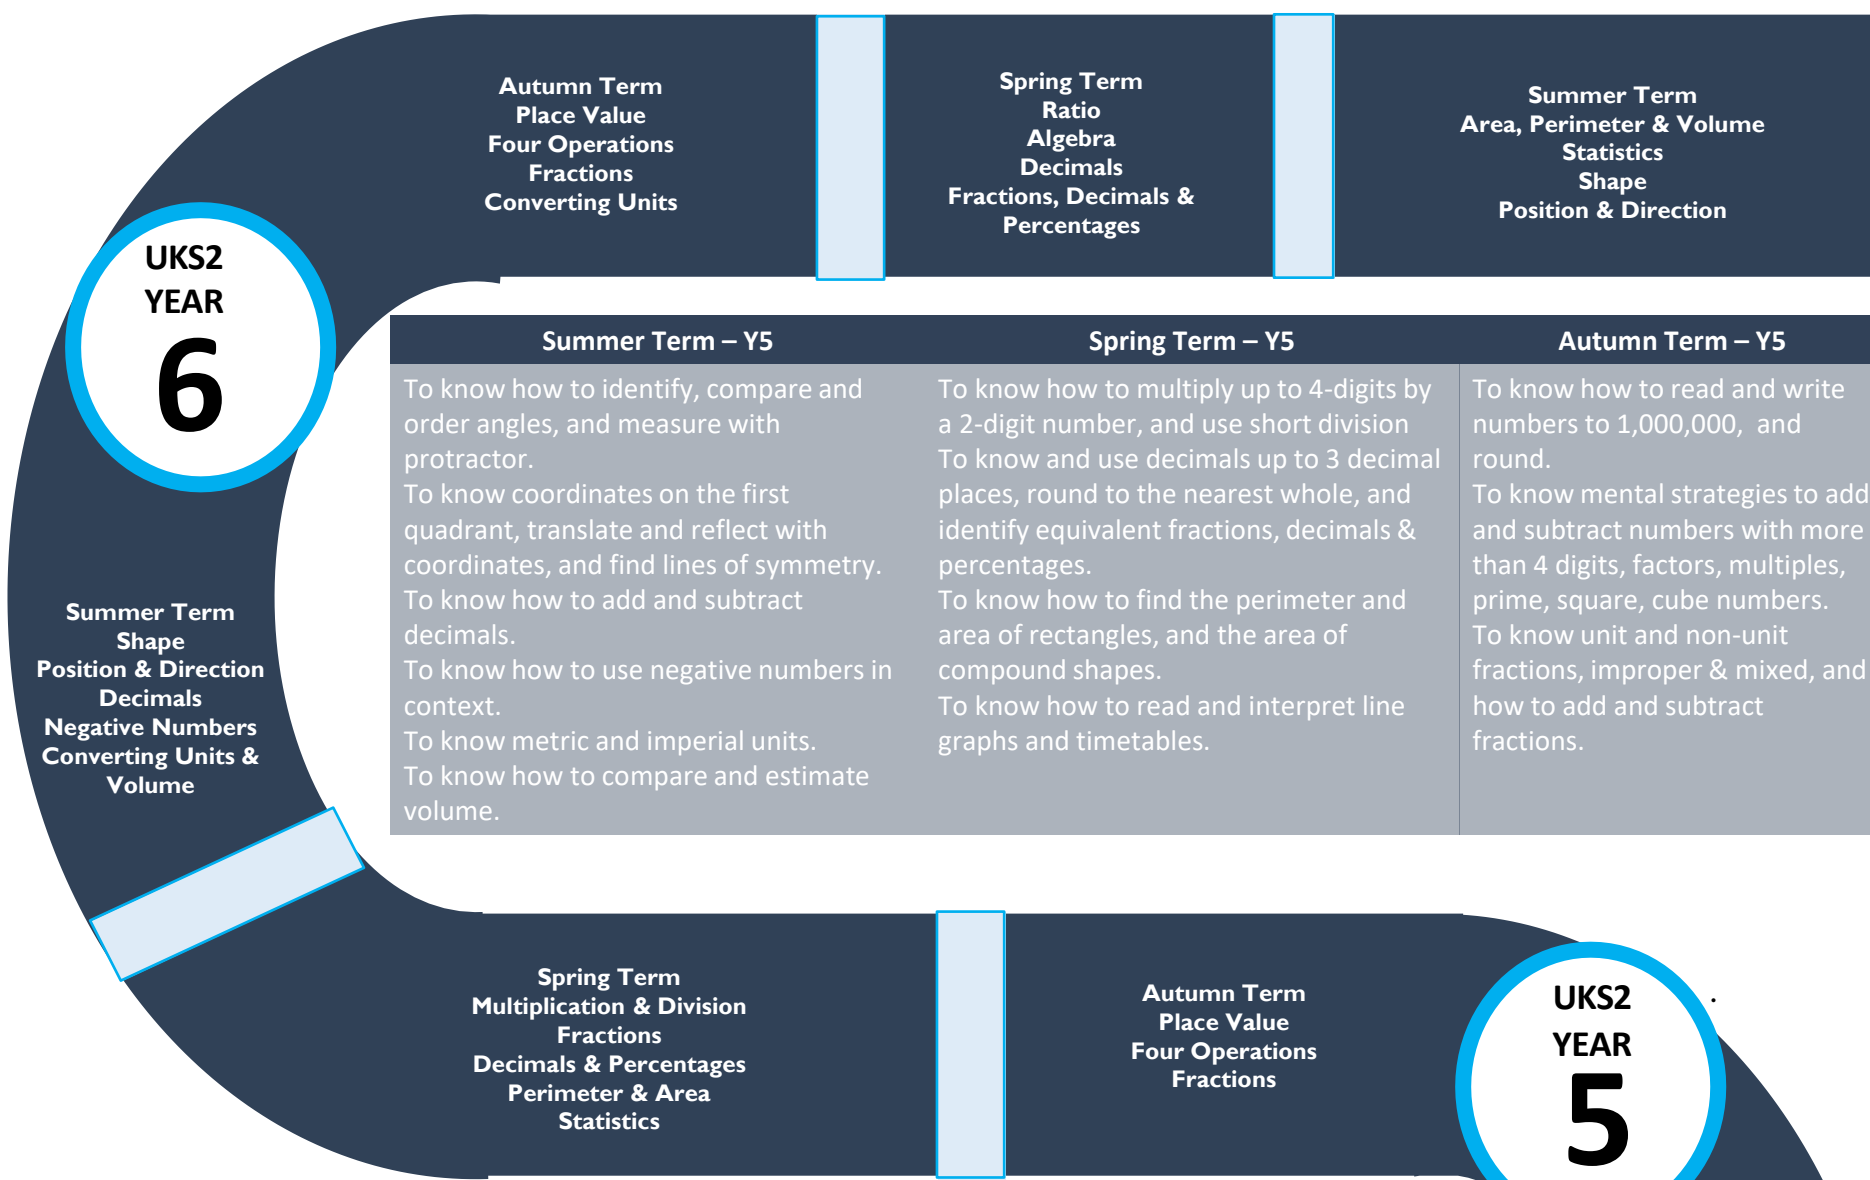 Autumn Term
Place Value
Four Operations
Fractions
Converting Units
Spring Term
Ratio
Algebra
Decimals
Fractions, Decimals &
Percentages
Summer Term
Area, Perimeter & Volume
Statistics
Shape
Position & Direction
UKS2
YEAR
6
Summer Term – Y5
To know how to identify, compare and
order angles, and measure with
protractor.
To know coordinates on the first
quadrant, translate and reflect with
coordinates, and find lines of symmetry.
To know how to add and subtract
decimals.
To know how to use negative numbers in
context.
To know metric and imperial units.
To know how to compare and estimate
volume.
Spring Term – Y5
To know how to multiply up to 4-digits by
a 2-digit number, and use short division
To know and use decimals up to 3 decimal
places, round to the nearest whole, and
identify equivalent fractions, decimals &
percentages.
To know how to find the perimeter and
area of rectangles, and the area of
compound shapes.
To know how to read and interpret line
graphs and timetables.
Autumn Term – Y5
To know how to read and write
numbers to 1,000,000,  and
round.
To know mental strategies to add
and subtract numbers with more
than 4 digits, factors, multiples,
prime, square, cube numbers.
To know unit and non-unit
fractions, improper & mixed, and
how to add and subtract
fractions.
Summer Term
Shape
Position & Direction
Decimals
Negative Numbers
Converting Units &
Volume
Spring Term
Multiplication & Division
Fractions
Decimals & Percentages
Perimeter & Area
Statistics
Autumn Term
Place Value
Four Operations
Fractions
UKS2
YEAR
5
.